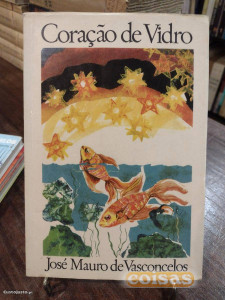 Coração de Vidro
José Mauro de Vasconcelos
coisas